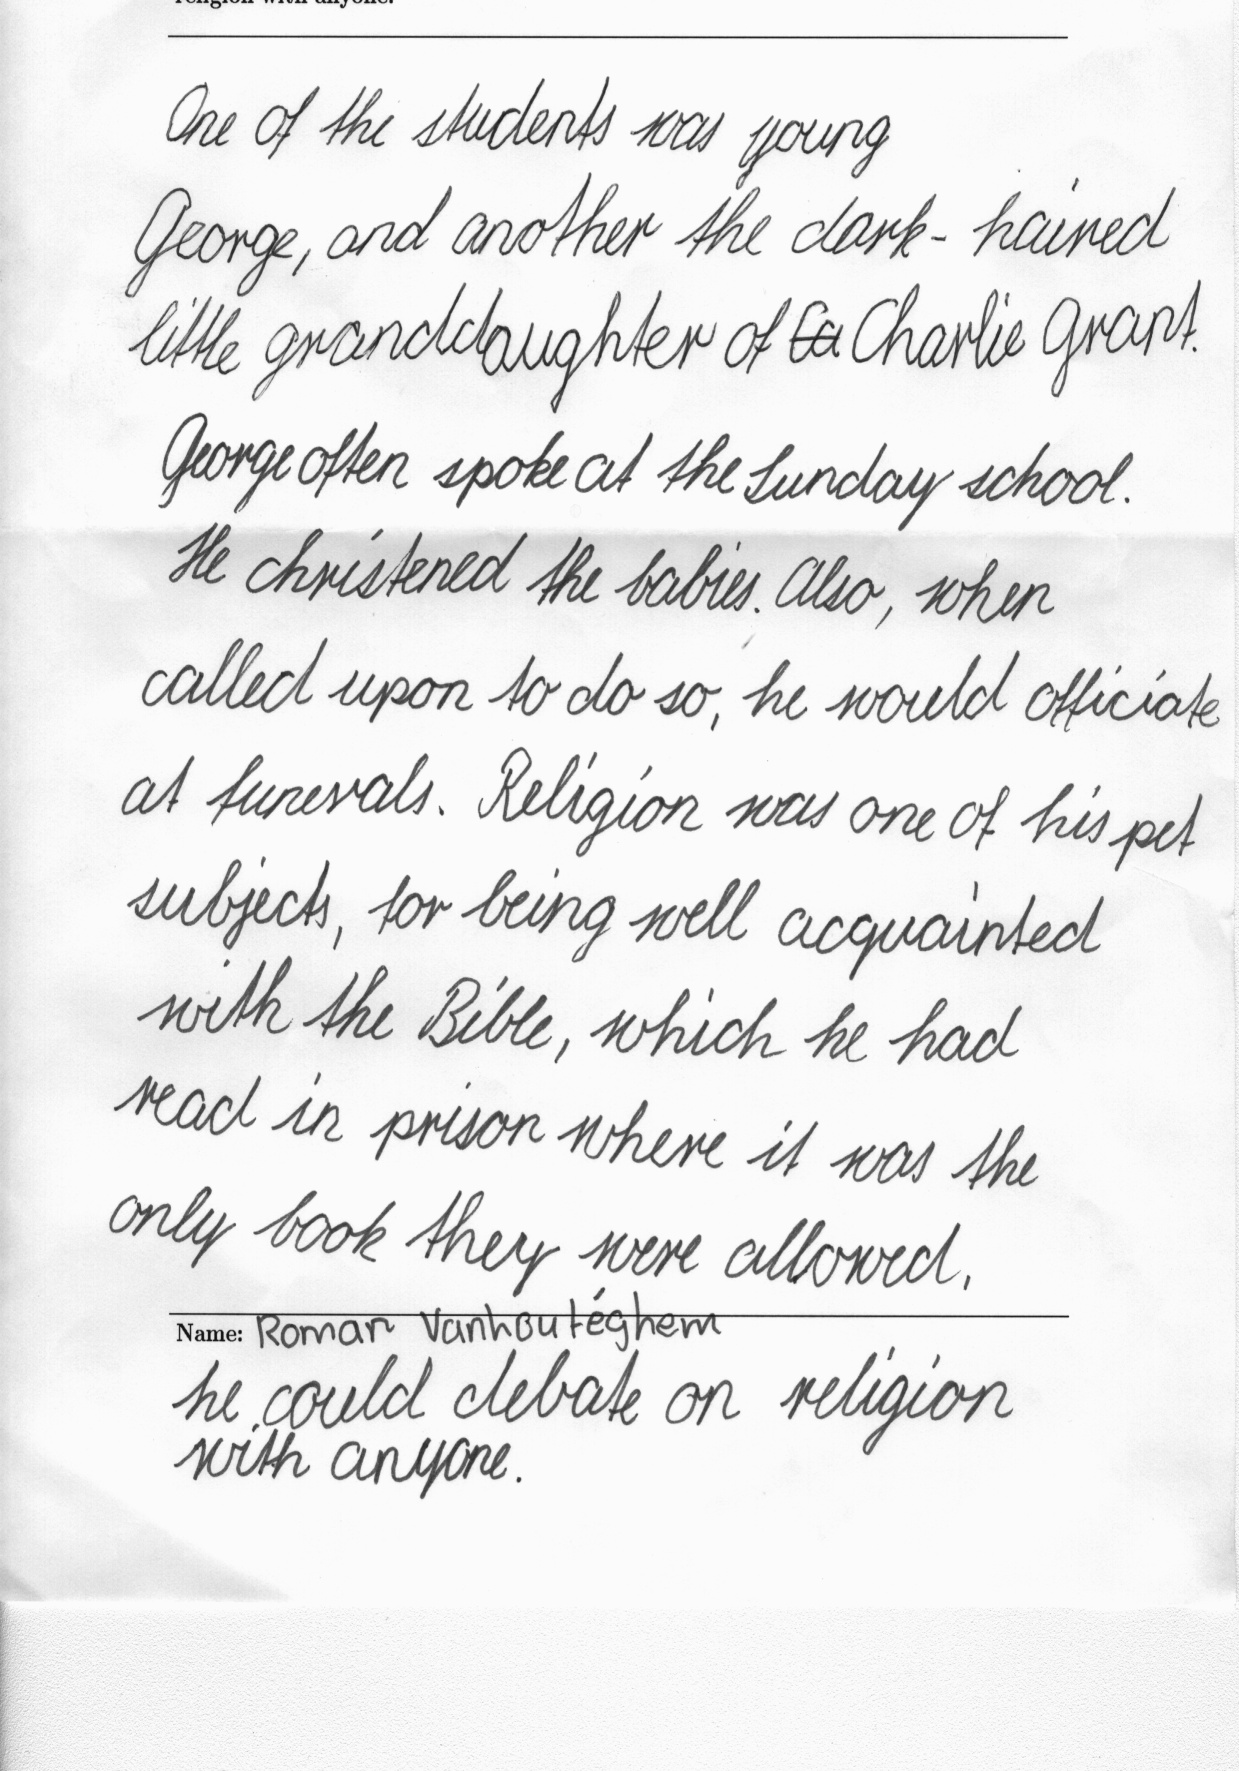 religion with anyone.
One of the students was young
George, and another the dark-haired
little granddaughter of Charlie Grant.
George often spoke at the Sunday school.
He christened the babies. Also, when
called upon to do so, he would officiate
at funerals. Religion was one of his pet
subjects, for being well acquainted
with the Bible, which he had
read in prison where it was the
only book they were allowed,
Name: Roman Vanhoutéghem
he could debate on religion
with anyone.